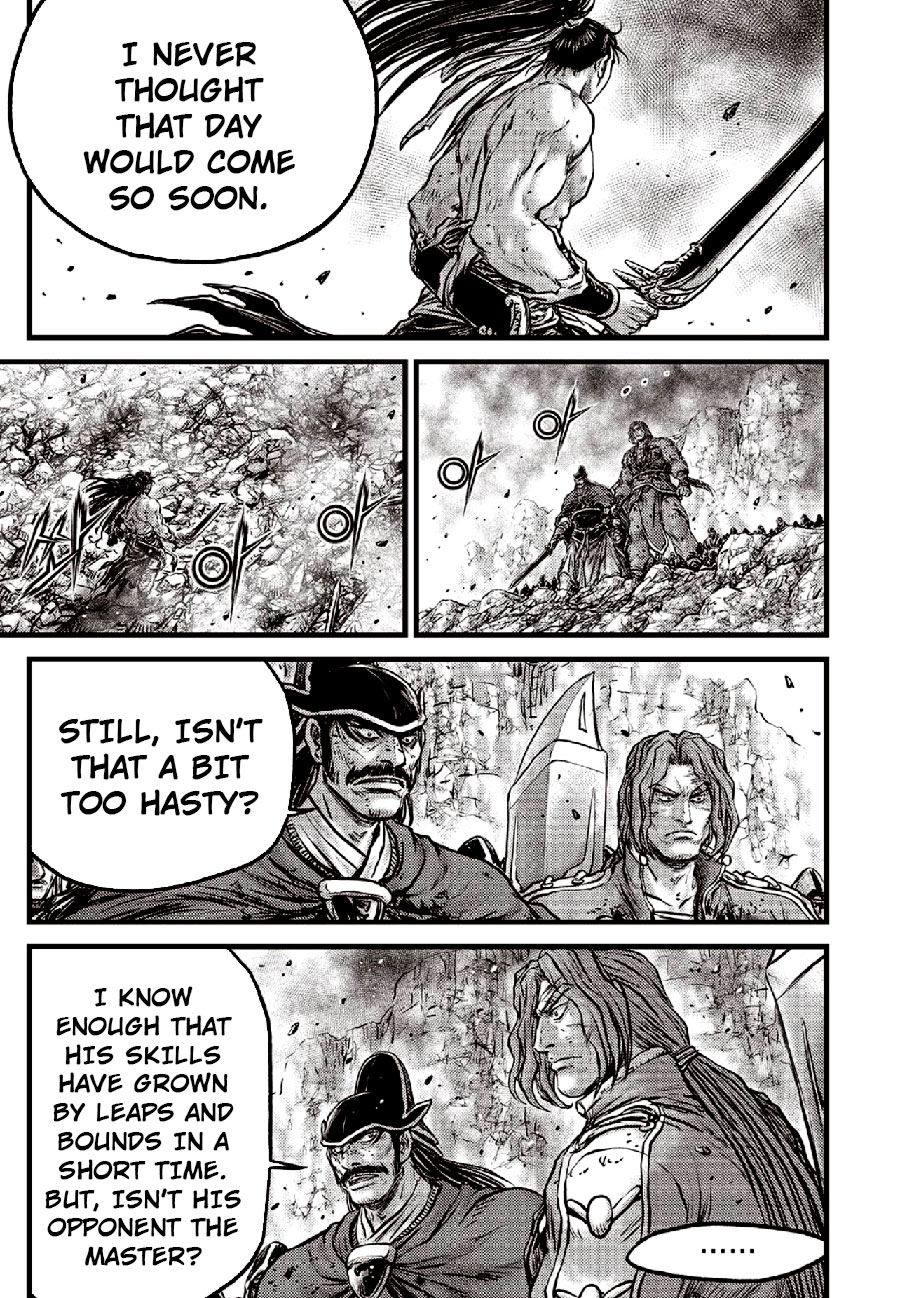 I NEVER
THOUGHT
THAT DAY
WOULD COME
SO SOON.
STILL, ISN'T
THAT A BIT
TOO HASTY?
I KNOW
ENOUGH THAT
HIS SKILLS
HAVE GROWN
BY LEAPS AND
BOUNDS IN A
SHORT TIME.
BUT, ISN'T HIS
OPPONENT THE
MASTER?
......